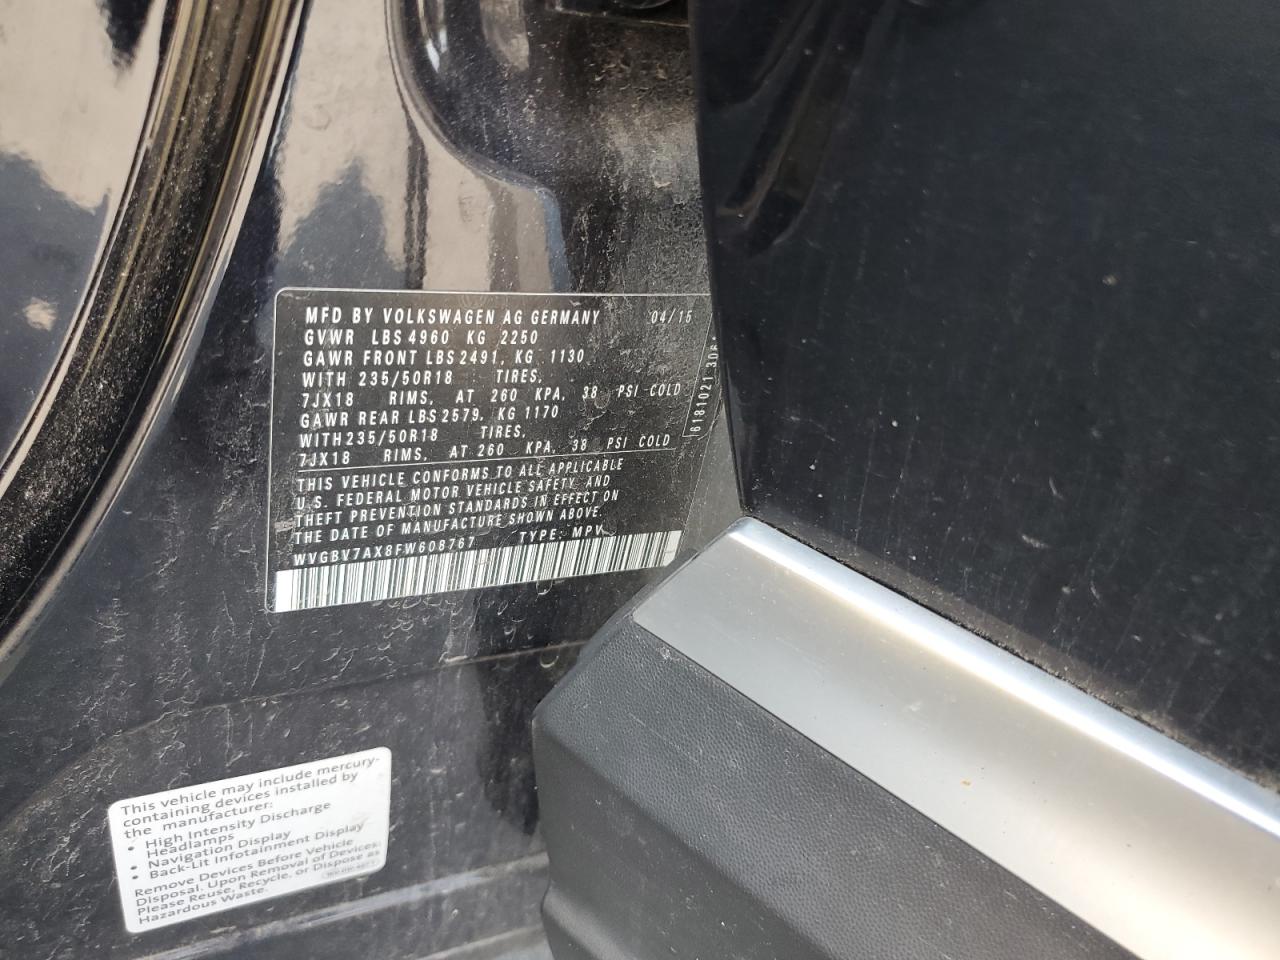 MFD BY VOLKSWAGEN AG GERMANY 04/15
GVWR LBS 4960 KG 2250
GAWR FRONT LBS 2491, KG 1130
WITH 235/50R18 TIRES,
7JX18 RIMS, AT 260 KPA, 38 PSI COLD
GAWR REAR LBS 2579, KG 1170
WITH 235/50R18 TIRES,
7JX18 RIMS, AT 260 KPA, 38 PSI COLD
THIS VEHICLE CONFORMS TO ALL APPLICABLE
U.S. FEDERAL MOTOR VEHICLE SAFETY AND
THEFT PREVENTION STANDARDS IN EFFECT ON
THE DATE OF MANUFACTURE SHOWN ABOVE.
WVGBV7AX8FW608767 TYPE: MPV
6181021
This vehicle may include mercury-
containing devices installed by
the manufacturer:
• High Intensity Discharge
Headlamps
• Navigation Display
• Back-Lit Infotainment Display
Remove Devices Before Vehicle
Disposal. Upon Removal of Devices:
Please Reuse, Recycle, or Dispose as
Hazardous Waste.